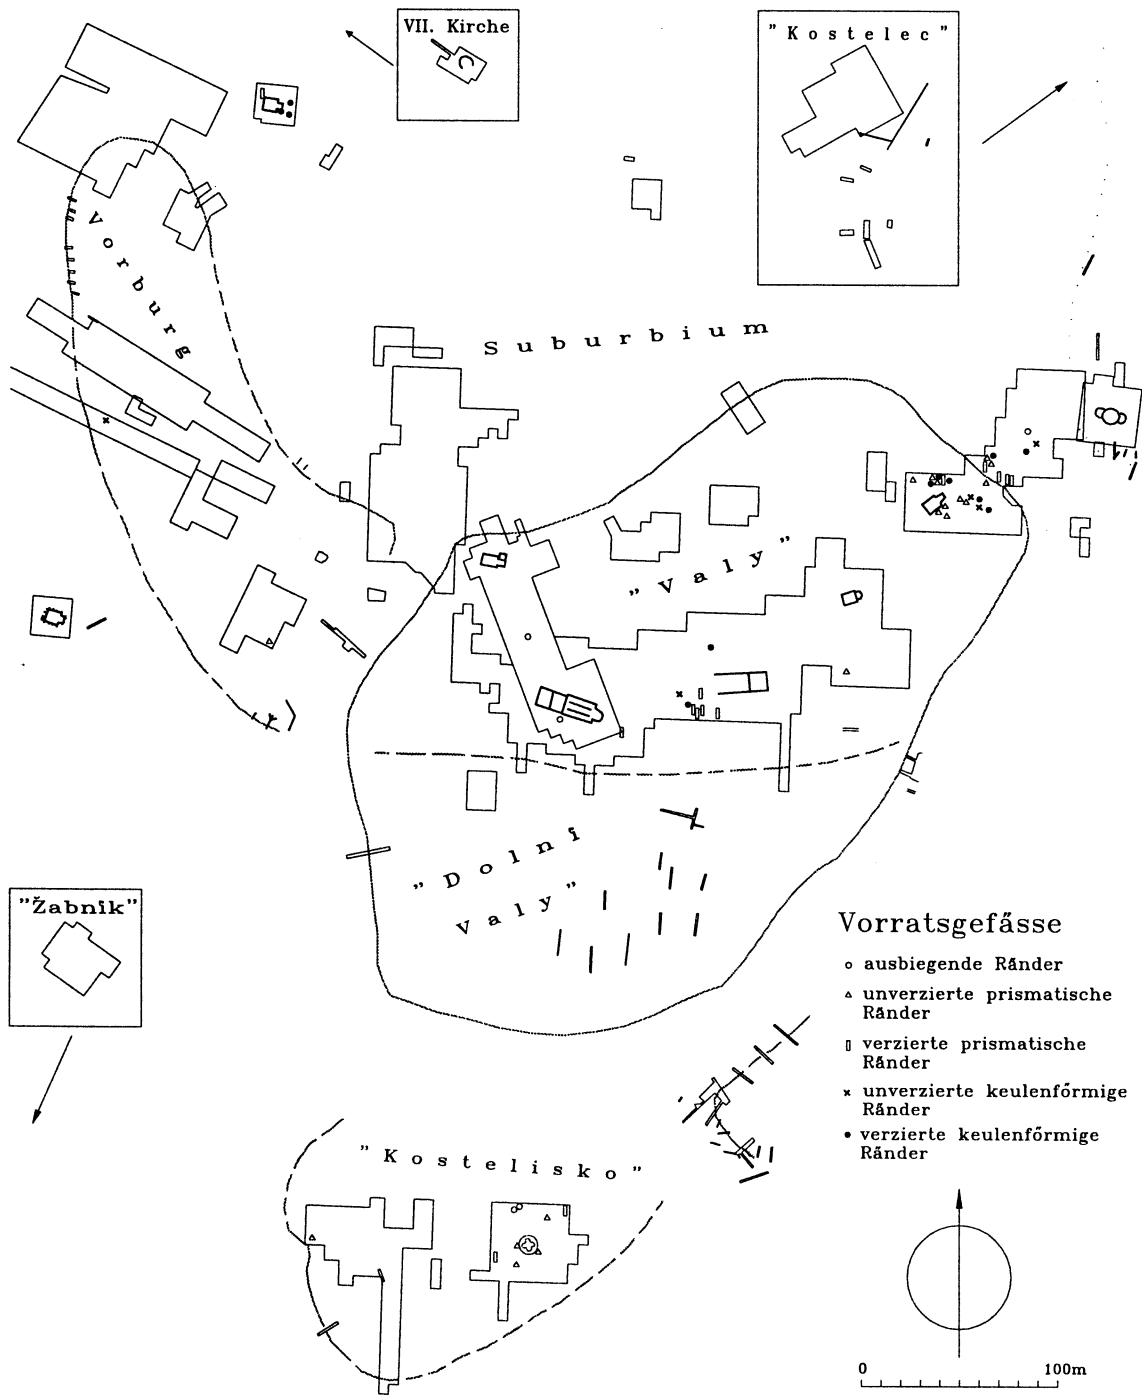 VII. Kirche
"Kostelec"
Vorburg
Suburbium
"Valy"
"Dolní
Valy"
"Žabník"
Vorratsgefässe
ausbiegende Ränder
unverzierte prismatische
Ränder
verzierte prismatische
Ränder
unverzierte keulenförmige
Ränder
verzierte keulenförmige
Ränder
"Kostelisko"
0 100m